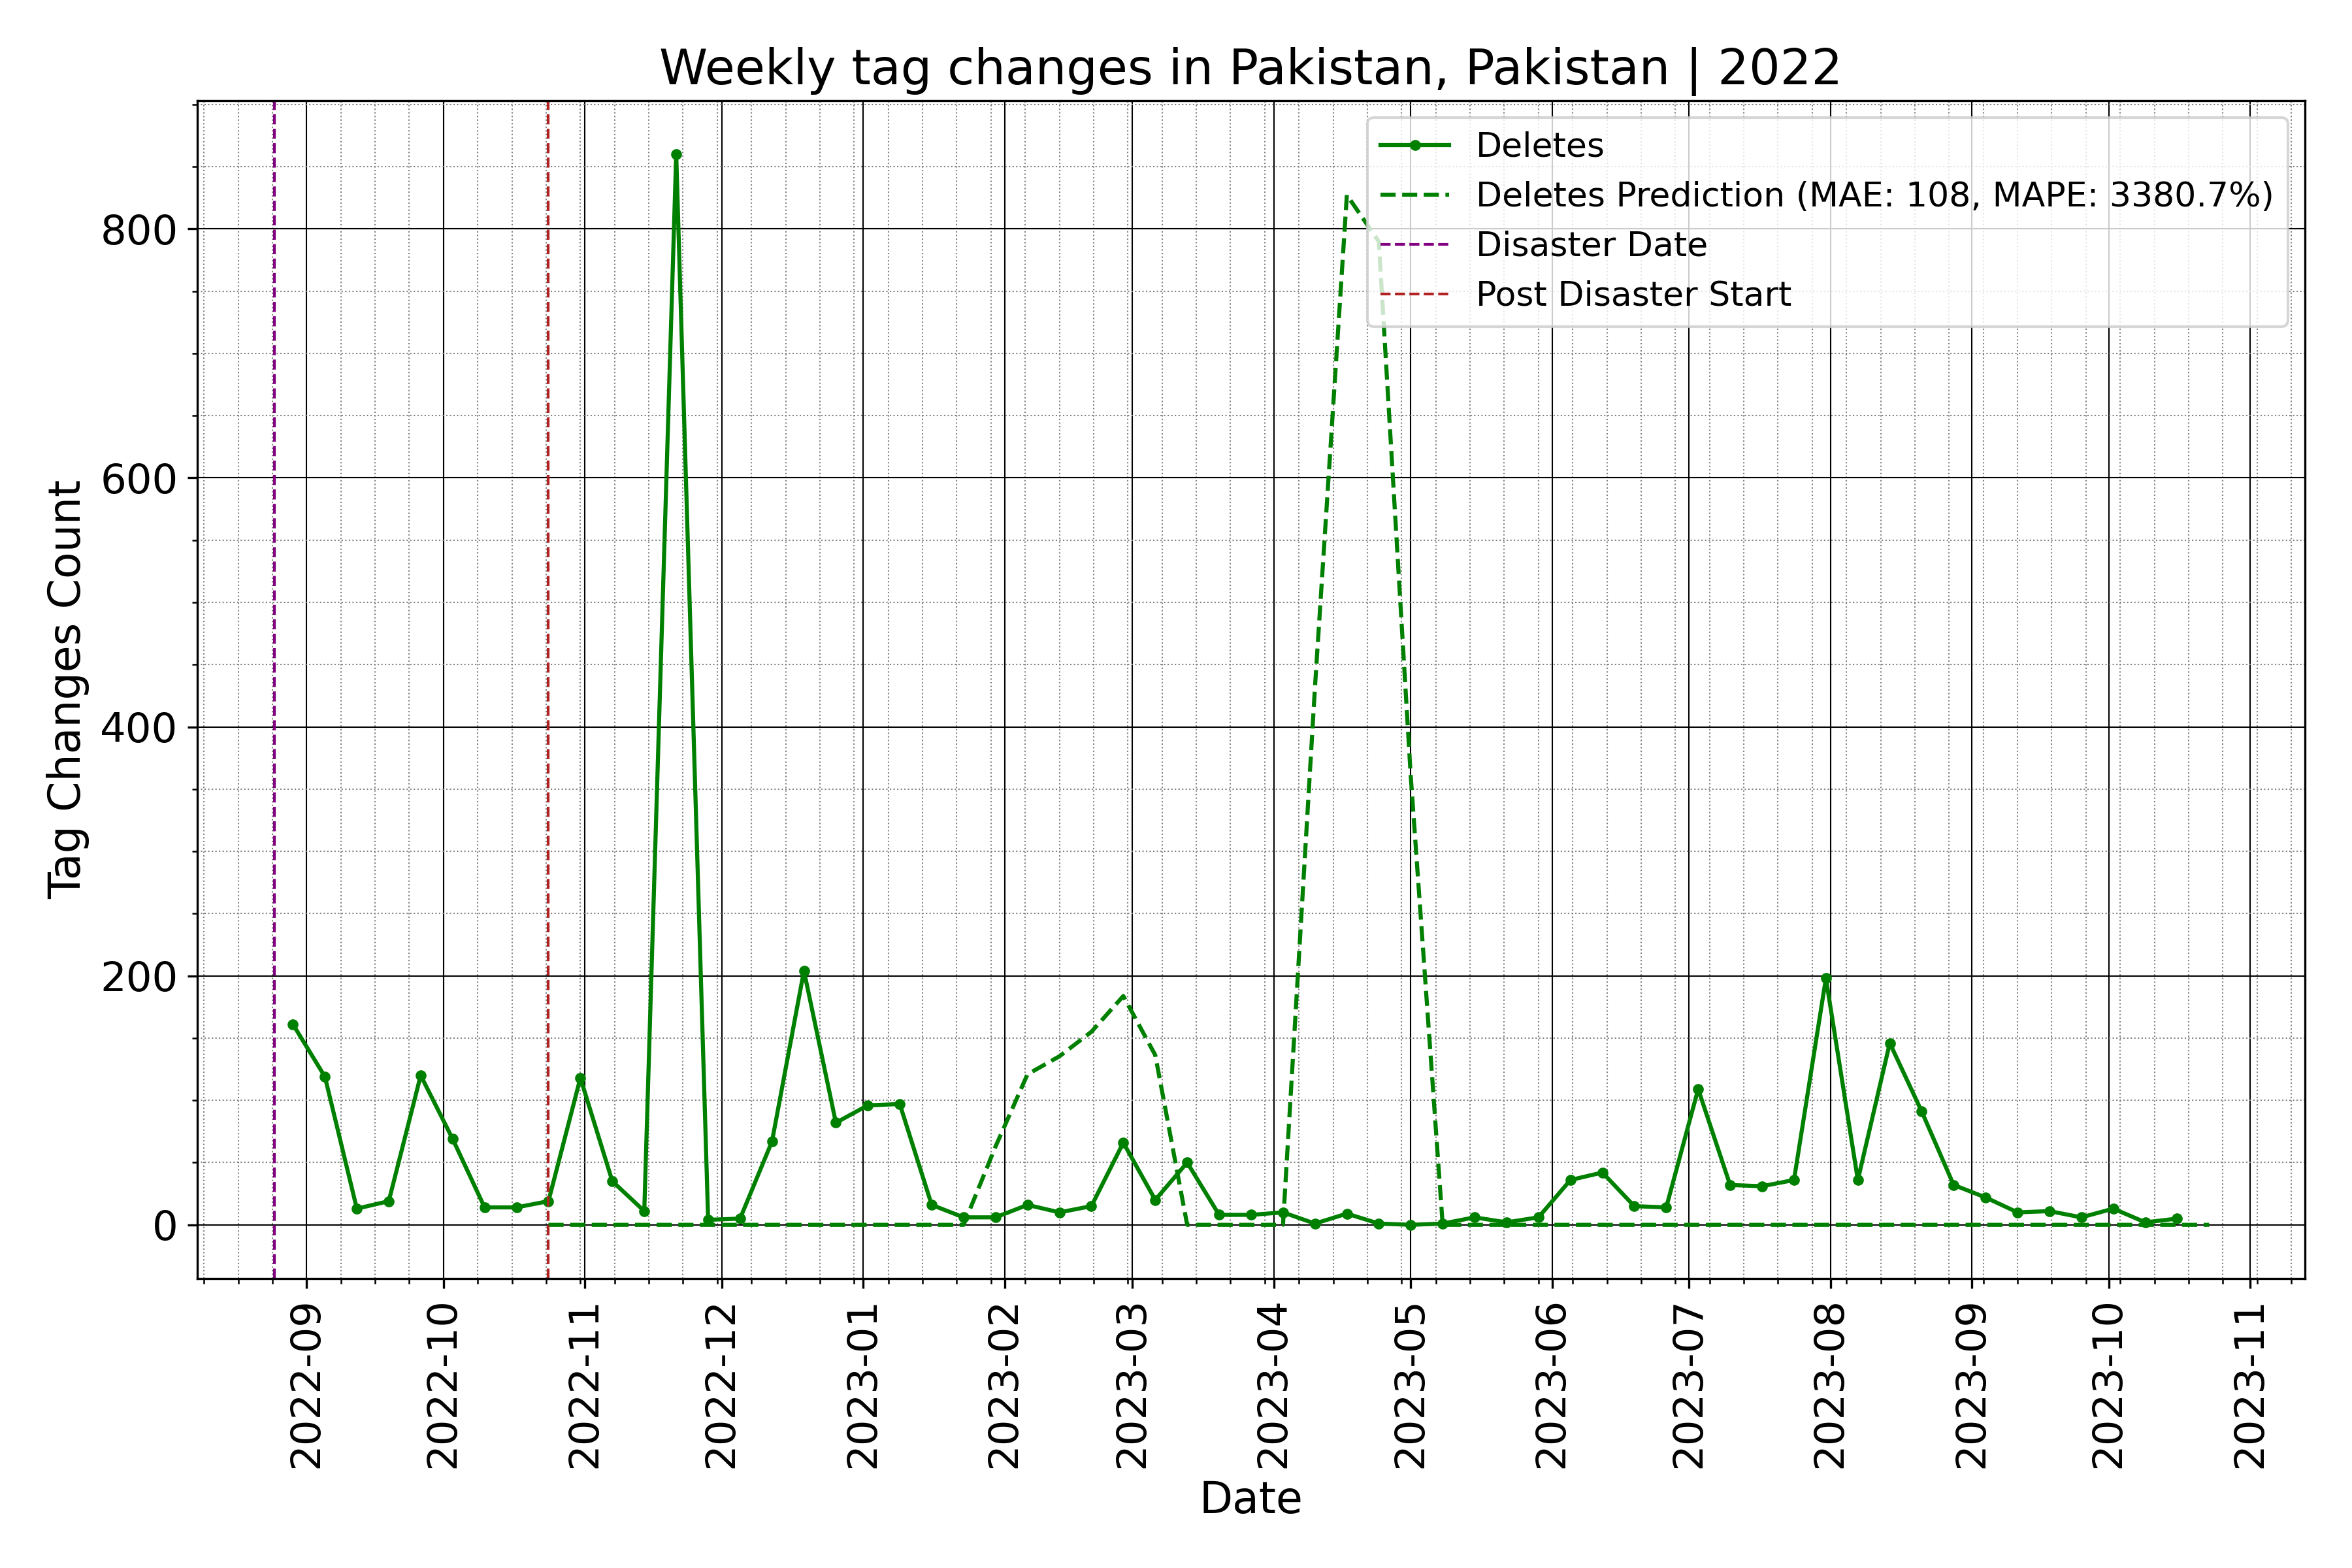 Weekly tag changes in Pakistan, Pakistan | 2022
Deletes
Deletes Prediction (MAE: 108, MAPE: 3380.7%)
Disaster Date
Post Disaster Start
Tag Changes Count
800
600
400
200
0
2022-09
2022-10
2022-11
2022-12
2023-01
2023-02
2023-03
2023-04
2023-05
2023-06
2023-07
2023-08
2023-09
2023-10
2023-11
Date